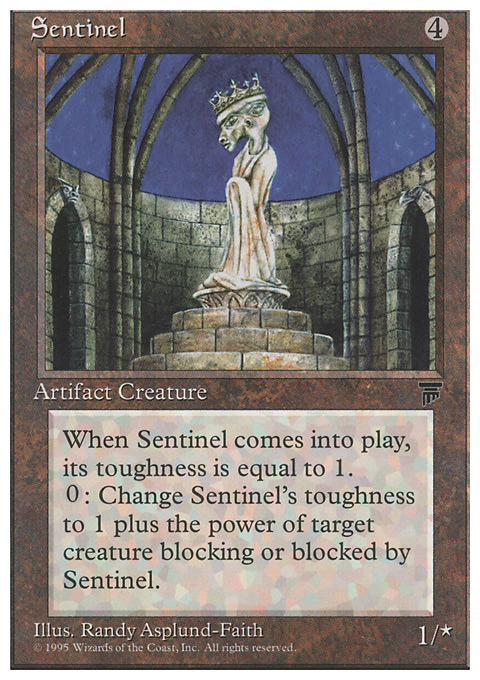 Sentinel 4
Artifact Creature
When Sentinel comes into play,
its toughness is equal to 1.
0: Change Sentinel's toughness
to 1 plus the power of target
creature blocking or blocked by
Sentinel.
Illus. Randy Asplund-Faith
© 1995 Wizards of the Coast, Inc. All rights reserved.
1/*